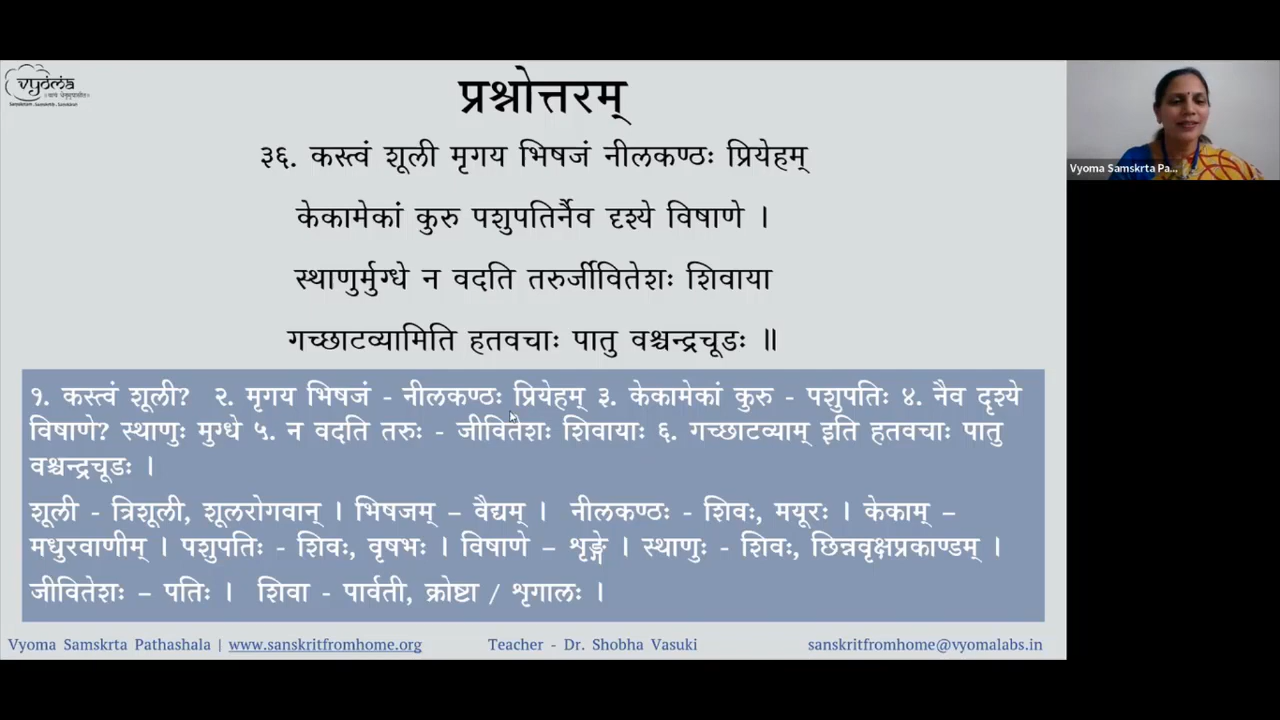 vyoma
प्रश्नोत्तरम्
३६. कस्त्वं शूली मृगय भिषजं नीलकण्ठः प्रियेहम्
केकामेकां कुरु पशुपतिर्नैव दृश्ये विषाणे ।
स्थाणुर्मुग्धे न वदति तरुर्जीवितेशः शिवाया
गच्छाटव्यामिति हतवचाः पातु वश्चन्द्रचूडः ॥
१. कस्त्वं शूली? २. मृगय भिषजं - नीलकण्ठः प्रियेहम् ३. केकामेकां कुरु - पशुपतिः ४. नैव दृश्ये
विषाणे? स्थाणुः मुग्धे ५. न वदति तरुः - जीवितेशः शिवायाः ६. गच्छाटव्याम् इति हतवचाः पातु
वश्चन्द्रचूडः ।
शूली - त्रिशूली, शूलरोगवान् । भिषजम् – वैद्यम् । नीलकण्ठः - शिवः, मयूरः । केकाम् –
मधुरवाणीम् । पशुपतिः - शिवः, वृषभः । विषाणे – शृङ्गे । स्थाणुः - शिवः, छिन्नवृक्षप्रकाण्डम् ।
जीवितेशः – पतिः । शिवा - पार्वती, क्रोष्टा / शृगालः ।
Vyoma Samskrta Pathashala | www.sanskritfromhome.org Teacher - Dr. Shobha Vasuki sanskritfromhome@vyomalabs.in
Vyoma Samskrta Pa...